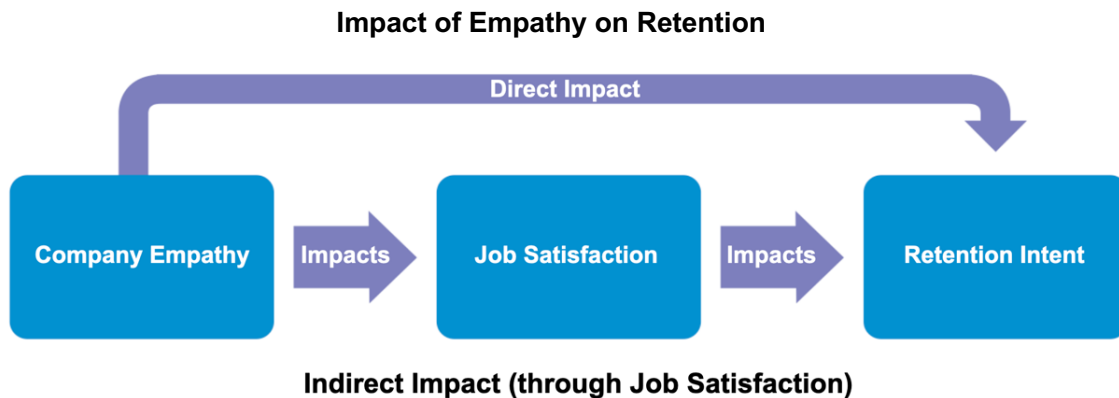 Impact of Empathy on Retention
Direct Impact
Company Empathy
Impacts
Job Satisfaction
Impacts
Retention Intent
Indirect Impact (through Job Satisfaction)